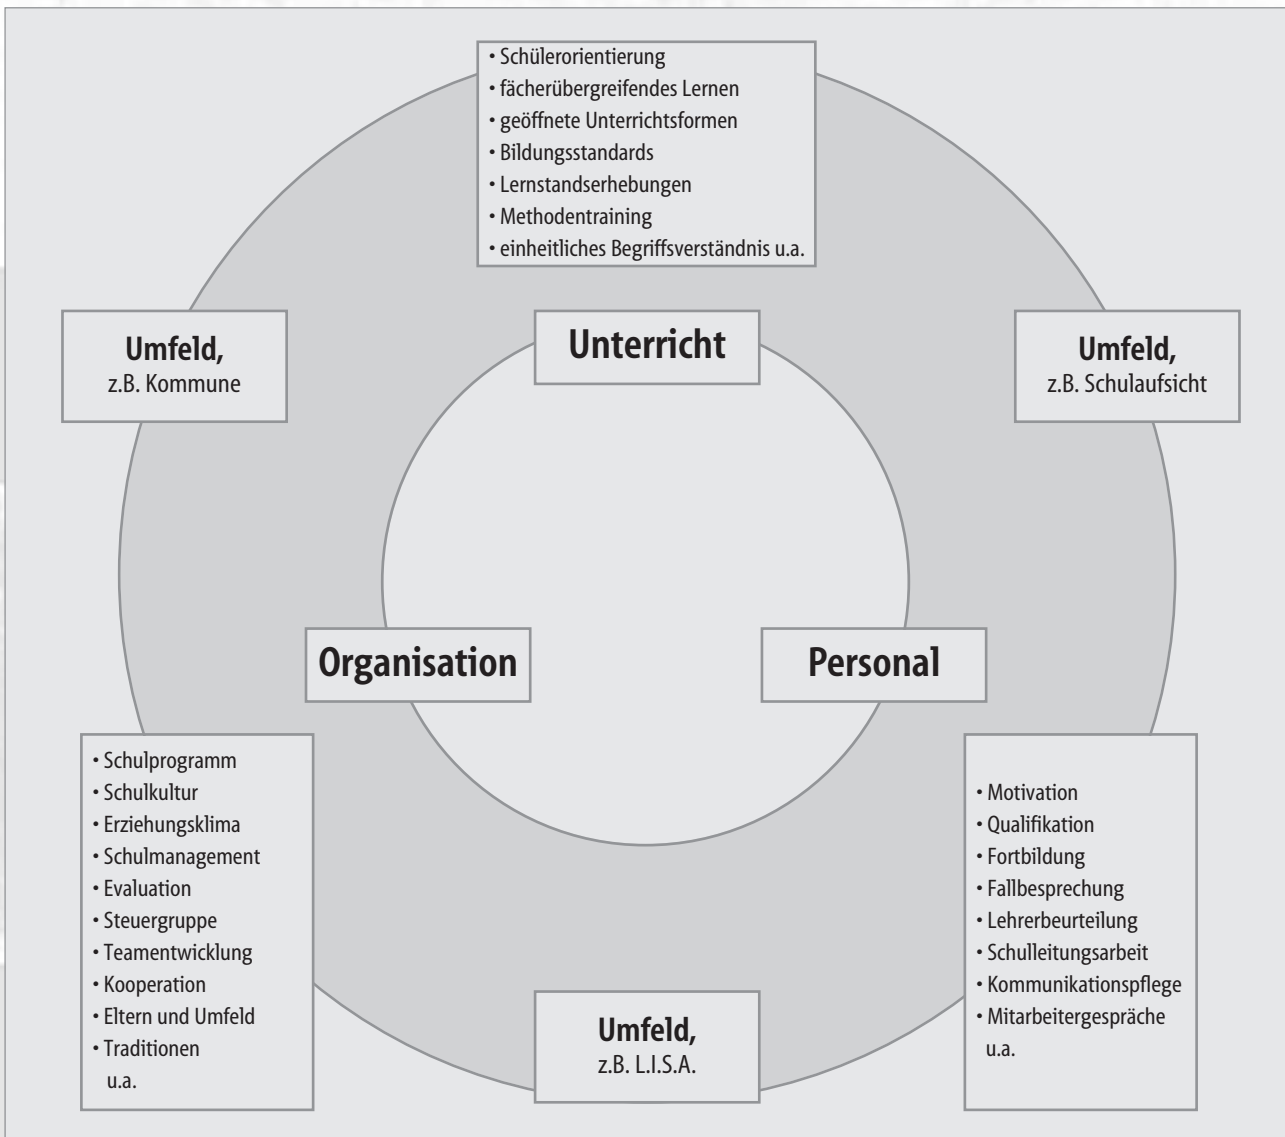 • Schülerorientierung
• fächerübergreifendes Lernen
• geöffnete Unterrichtsformen
• Bildungsstandards
• Lernstandserhebungen
• Methodentraining
• einheitliches Begriffsverständnis u.a.
Umfeld,
z.B. Kommune
Unterricht
Umfeld,
z.B. Schulaufsicht
Organisation
Personal
• Schulprogramm
• Schulkultur
• Erziehungsklima
• Schulmanagement
• Evaluation
• Steuergruppe
• Teamentwicklung
• Kooperation
• Eltern und Umfeld
• Traditionen
u.a.
Umfeld,
z.B. L.I.S.A.
• Motivation
• Qualifikation
• Fortbildung
• Fallbesprechung
• Lehrerbeurteilung
• Schulleitungsarbeit
• Kommunikationspflege
• Mitarbeitergespräche
u.a.